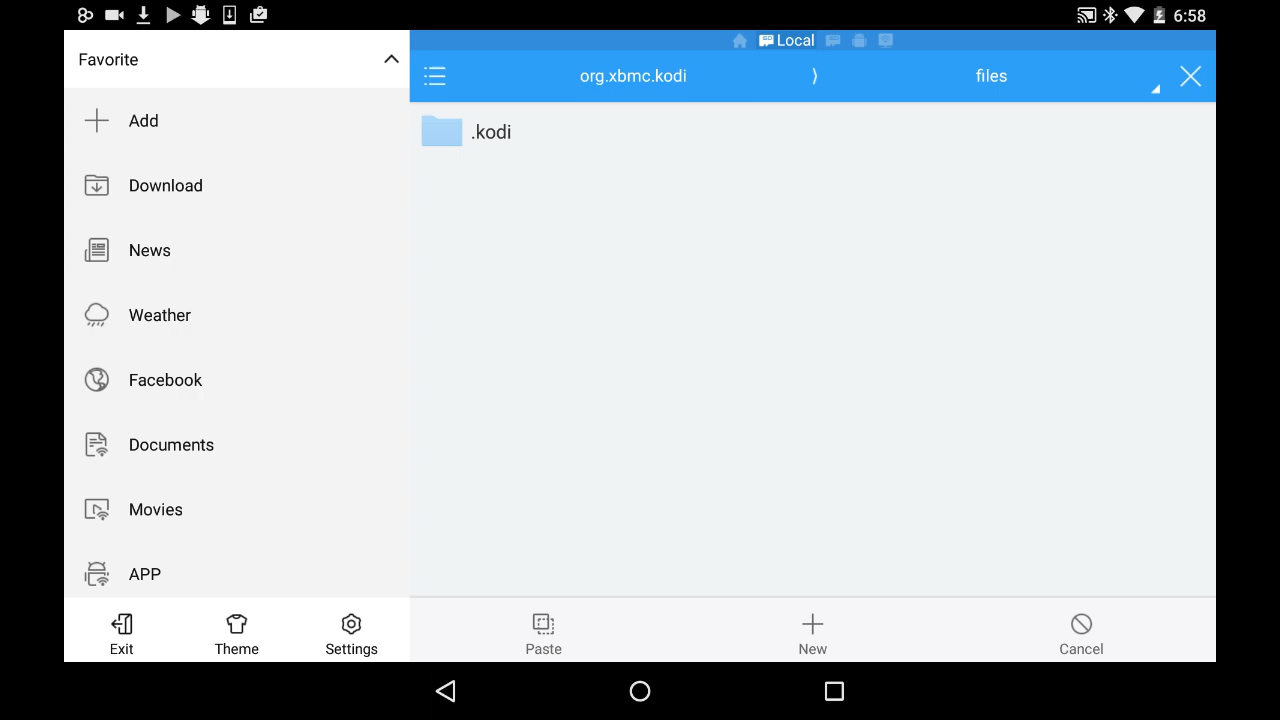 6:58
Favorite
Local
org.xbmc.kodi
files
Add
.kodi
Download
News
Weather
Facebook
Documents
Movies
APP
Exit
Theme
Settings
Paste
New
Cancel